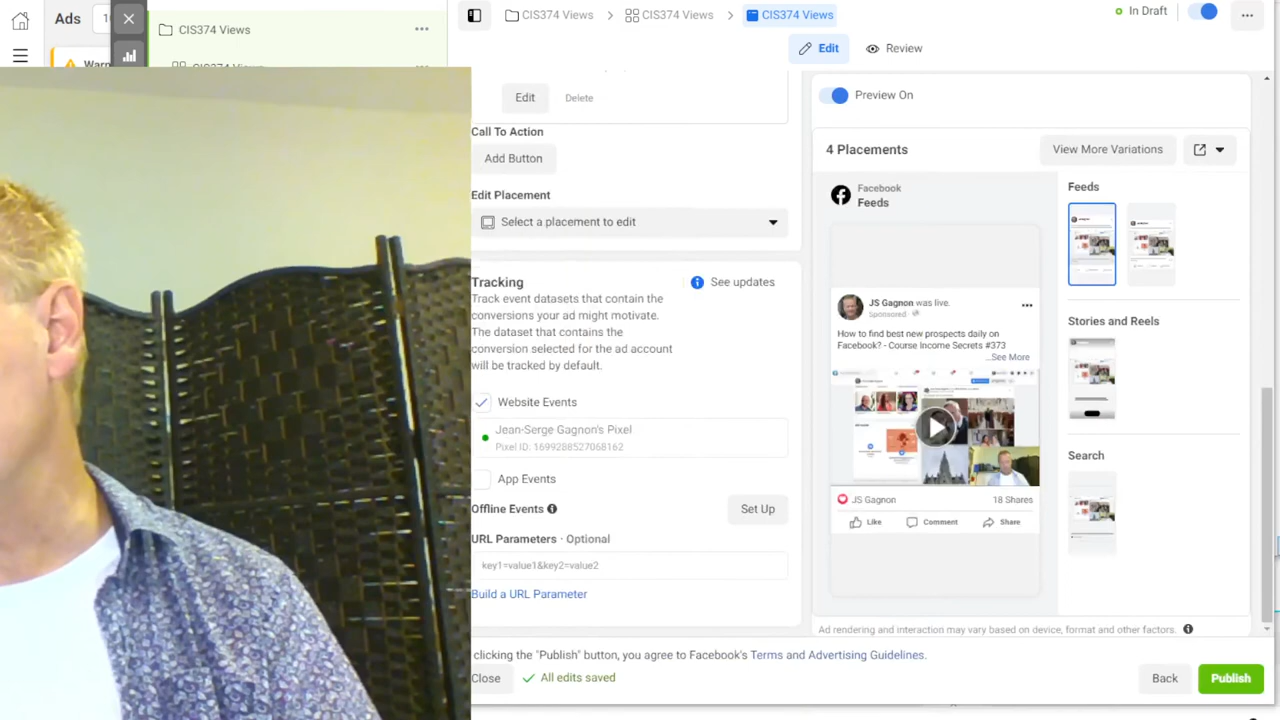 Ads
CIS374 Views
CIS374 Views
CIS374 Views
CIS374 Views
In Draft
Warn
CIS374 Views
Edit
Review
Edit
Delete
Preview On
Call To Action
Add Button
4 Placements
View More Variations
Edit Placement
Select a placement to edit
Facebook
Feeds
Feeds
Tracking
See updates
Track event datasets that contain the
conversions your ad might motivate.
The dataset that contains the
conversion selected for the ad account
will be tracked by default.
JS Gagnon was live.
Sponsored
How to find best new prospects daily on
Facebook? - Course Income Secrets #373
...See More
Stories and Reels
Website Events
Jean-Serge Gagnon's Pixel
Pixel ID: 1699288527068162
App Events
Offline Events
Set Up
Search
JS Gagnon
18 Shares
Like
Comment
Share
URL Parameters · Optional
key1=value1&key2=value2
Build a URL Parameter
Ad rendering and interaction may vary based on device, format and other factors.
clicking the "Publish" button, you agree to Facebook's Terms and Advertising Guidelines.
Close
All edits saved
Back
Publish